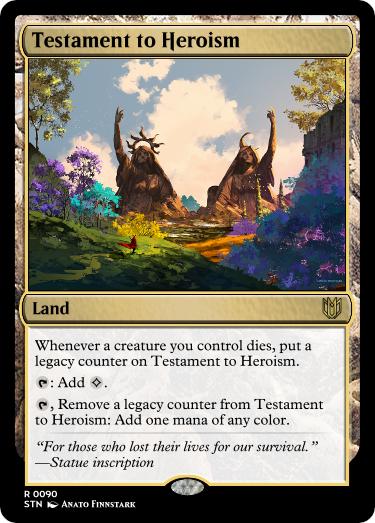 Testament to Heroism
Land
Whenever a creature you control dies, put a
legacy counter on Testament to Heroism.
: Add .
, Remove a legacy counter from Testament
to Heroism: Add one mana of any color.
“For those who lost their lives for our survival.”
—Statue inscription
R 0090
STN Anato Finnstark